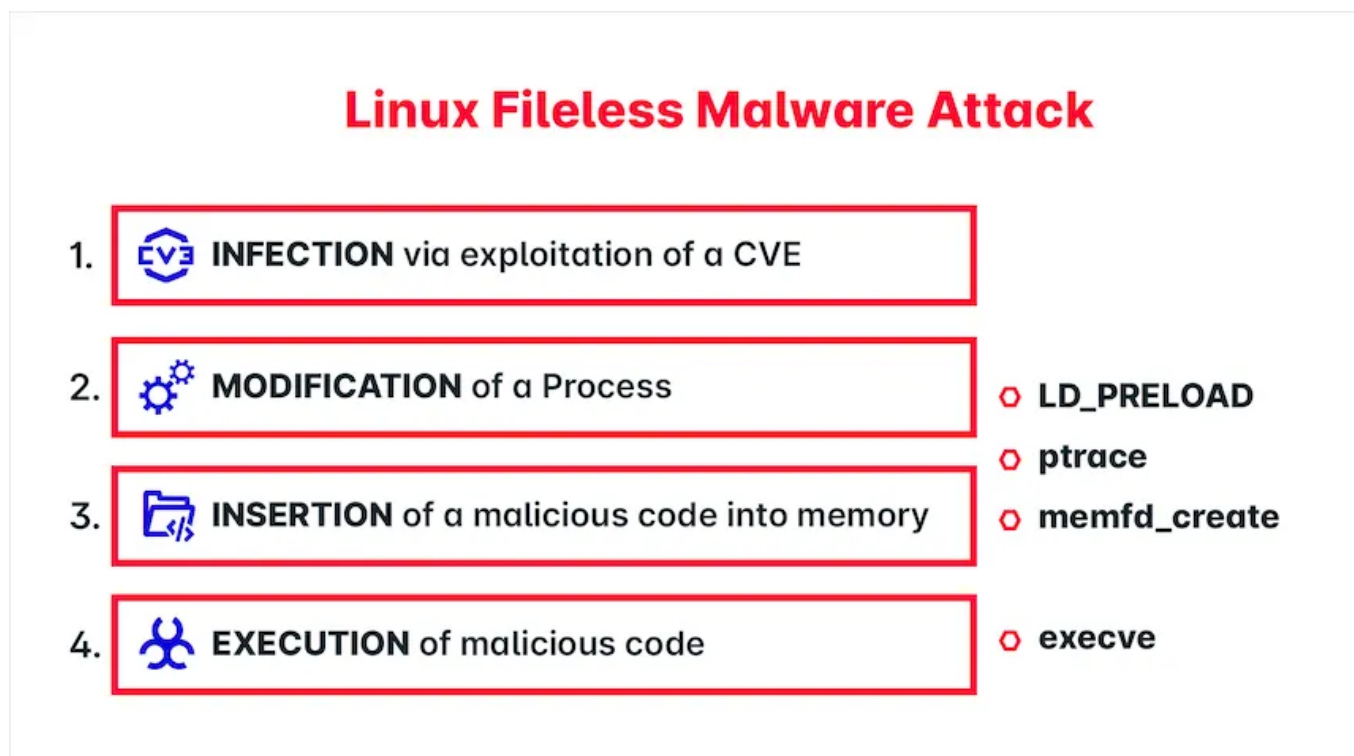 Linux Fileless Malware Attack
1. CVE INFECTION via exploitation of a CVE
2. MODIFICATION of a Process
LD_PRELOAD
ptrace
3. INSERTION of a malicious code into memory
memfd_create
4. EXECUTION of malicious code
execve